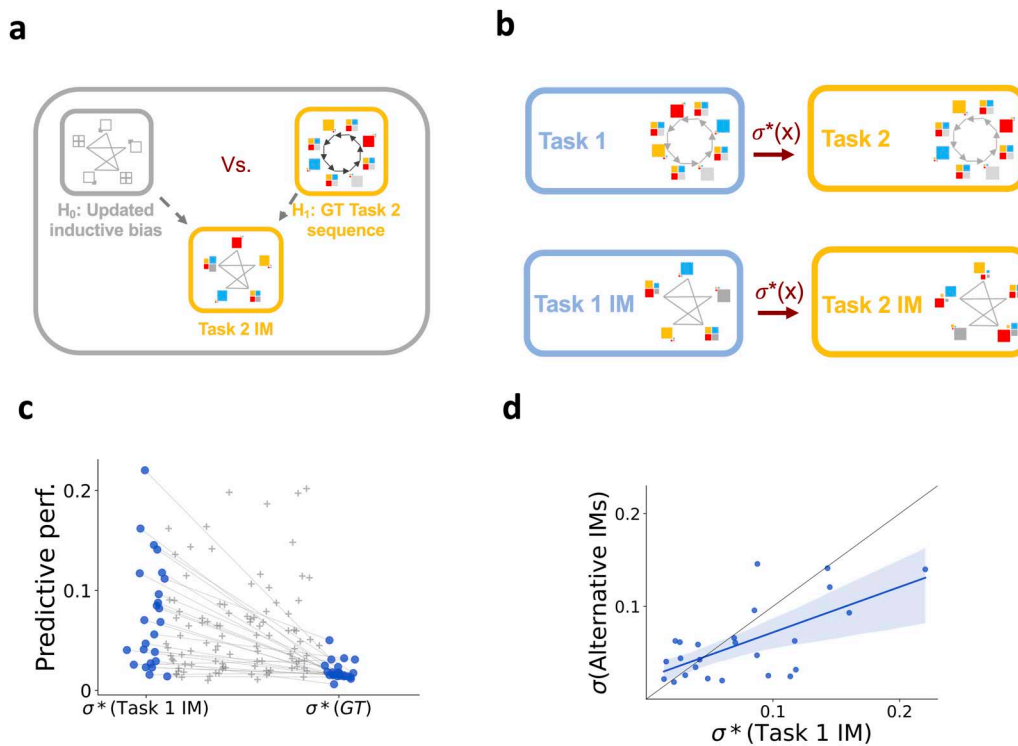 a
Vs.
H₀: Updated
inductive bias
H₁: GT Task 2
sequence
Task 2 IM
b
Task 1
σ*(x)
Task 2
Task 1 IM
σ*(x)
Task 2 IM
c
Predictive perf.
0.2
0.1
0
σ*(Task 1 IM)
σ*(GT)
d
σ(Alternative IMs)
0.2
0.1
0.1
0.2
σ*(Task 1 IM)